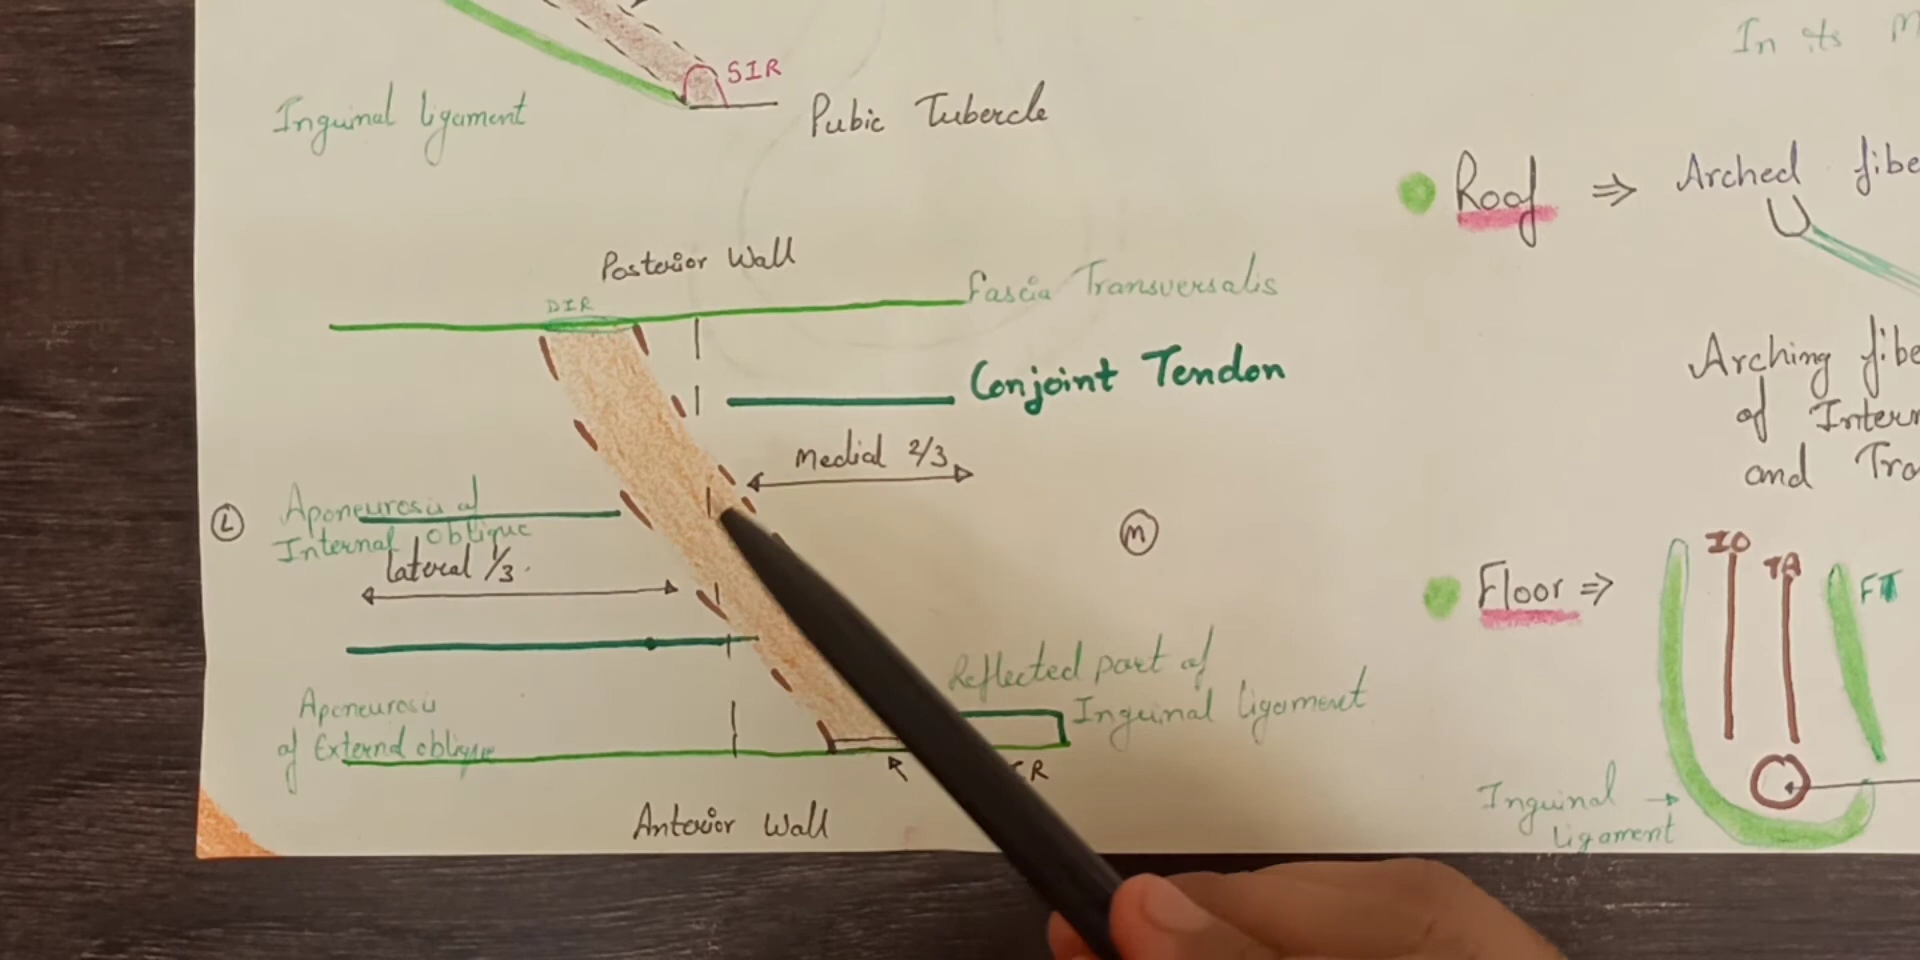 In its
SIR
Inguinal ligament
Pubic Tubercle
Roof ⇒ Arched
Posterior Wall
DIR
Fascia Transversalis
Conjoint Tendon
Arching
of
and
Medial 2/3
Aponeurosis of
Internal Oblique
L
M
lateral 1/3.
IO
TA
FT
Floor ⇒
Reflected part of
Inguinal ligament
Aponeurosis
of External oblique
Inguinal →
ligament
Anterior Wall